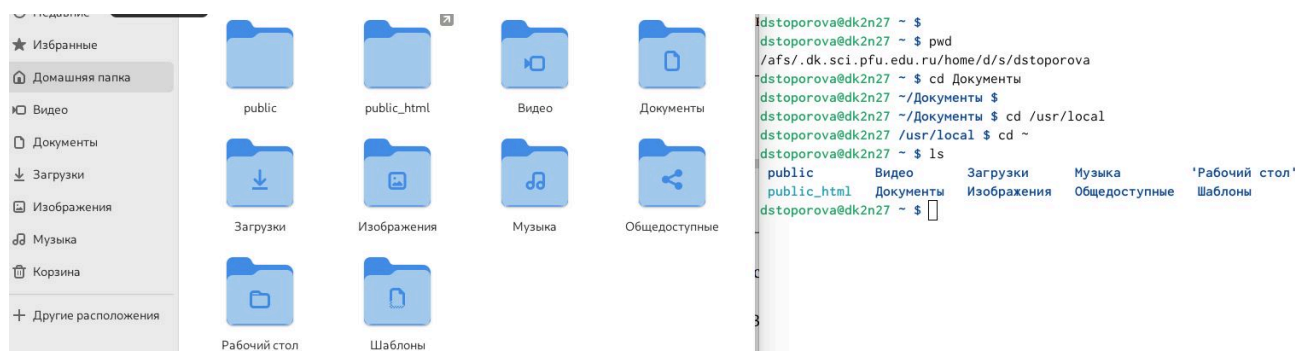 Избранные
Домашняя папка
Видео
Документы
Загрузки
Изображения
Музыка
Корзина
Другие расположения
public public_html Видео Документы
Загрузки Изображения Музыка Общедоступные
Рабочий стол Шаблоны
dstoporova@dk2n27 ~ $
dstoporova@dk2n27 ~ $ pwd
/afs/.dk.sci.pfu.edu.ru/home/d/s/dstoporova
dstoporova@dk2n27 ~ $ cd Документы
dstoporova@dk2n27 ~/Документы $
dstoporova@dk2n27 ~/Документы $ cd /usr/local
dstoporova@dk2n27 /usr/local $ cd ~
dstoporova@dk2n27 ~ $ ls
public Видео Загрузки Музыка 'Рабочий стол'
public_html Документы Изображения Общедоступные Шаблоны
dstoporova@dk2n27 ~ $